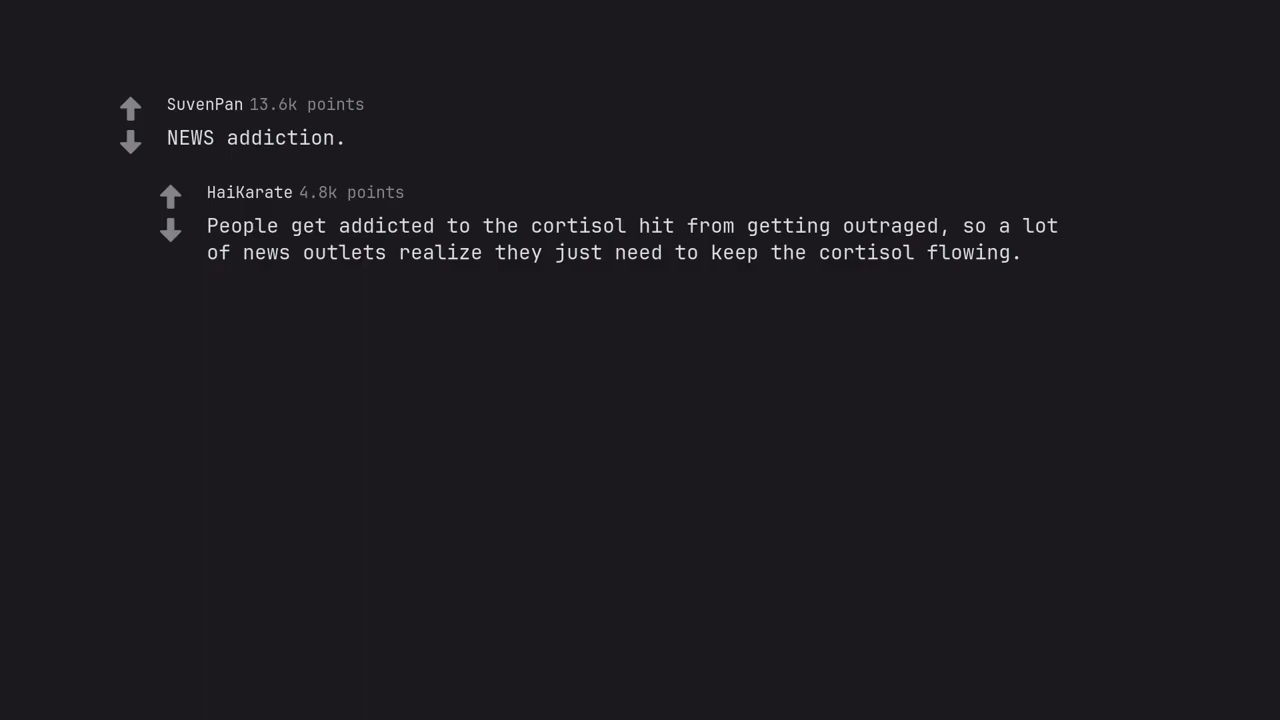 SuvenPan 13.6k points
NEWS addiction.
HaiKarate 4.8k points
People get addicted to the cortisol hit from getting outraged, so a lot
of news outlets realize they just need to keep the cortisol flowing.